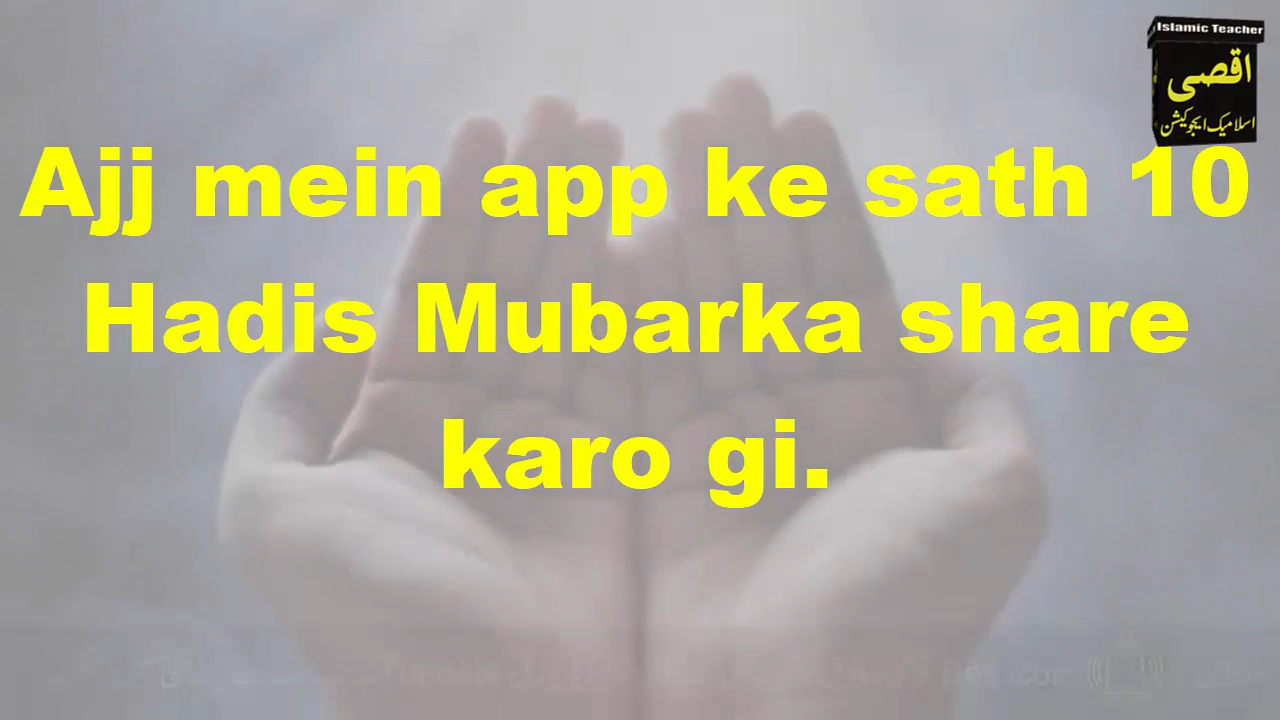 Islamic Teacher
اقصی
اسلامیک ایجوکیشن
Ajj mein app ke sath 10
Hadis Mubarka share
karo gi.